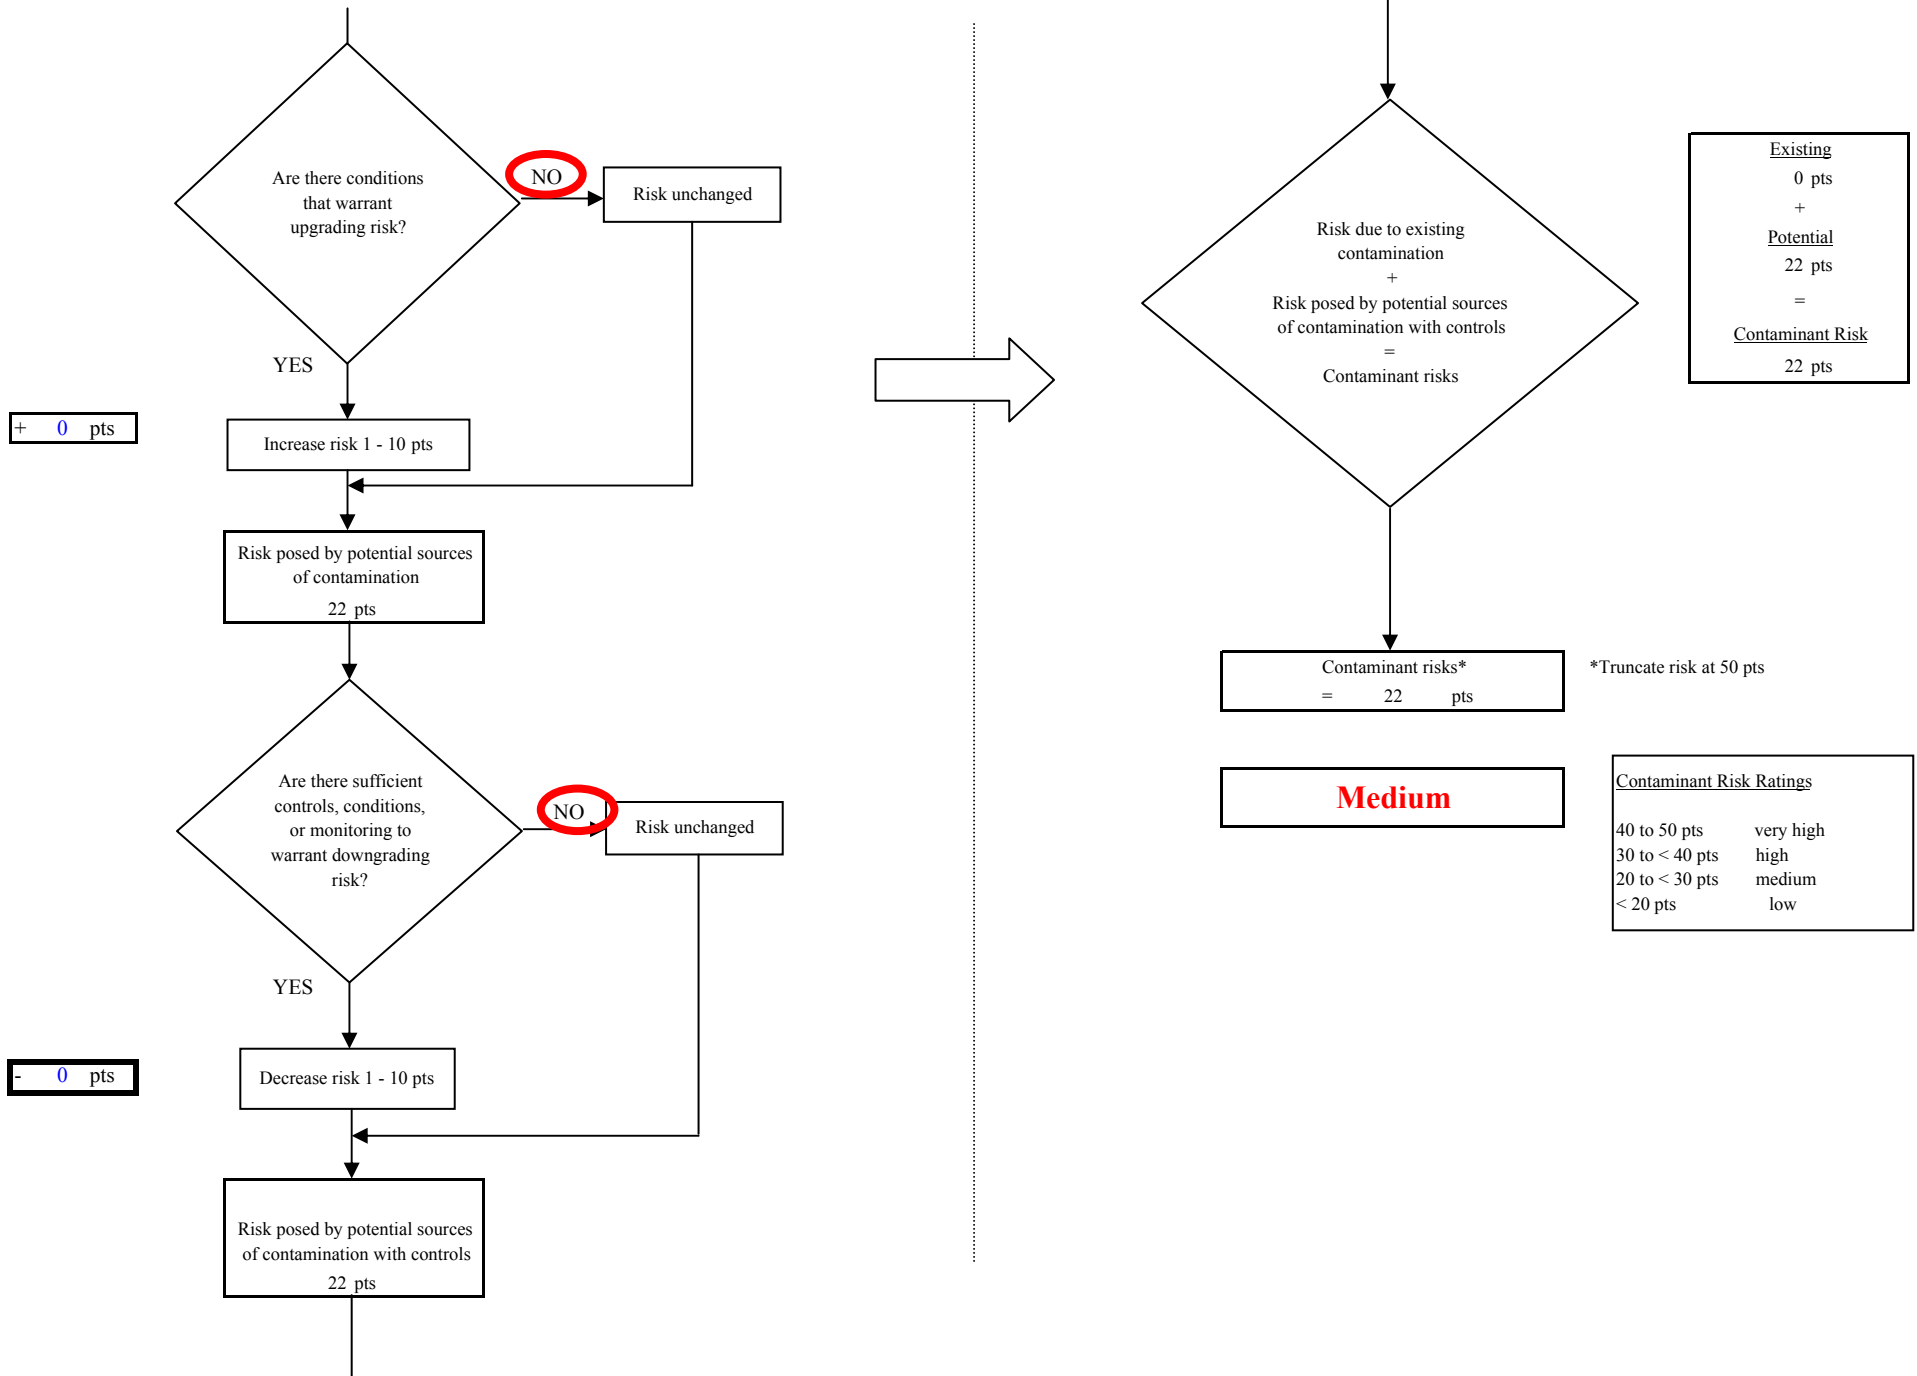 Are there conditions
that warrant
upgrading risk?
NO
Risk unchanged
YES
+ 0 pts
Increase risk 1 - 10 pts
Risk posed by potential sources
of contamination
22 pts
Are there sufficient
controls, conditions,
or monitoring to
warrant downgrading
risk?
NO
Risk unchanged
YES
- 0 pts
Decrease risk 1 - 10 pts
Risk posed by potential sources
of contamination with controls
22 pts
Risk due to existing
contamination
+
Risk posed by potential sources
of contamination with controls
=
Contaminant risks
Existing
0 pts
+
Potential
22 pts
=
Contaminant Risk
22 pts
Contaminant risks*
= 22 pts
*Truncate risk at 50 pts
Medium
Contaminant Risk Ratings
40 to 50 pts very high
30 to < 40 pts high
20 to < 30 pts medium
< 20 pts low